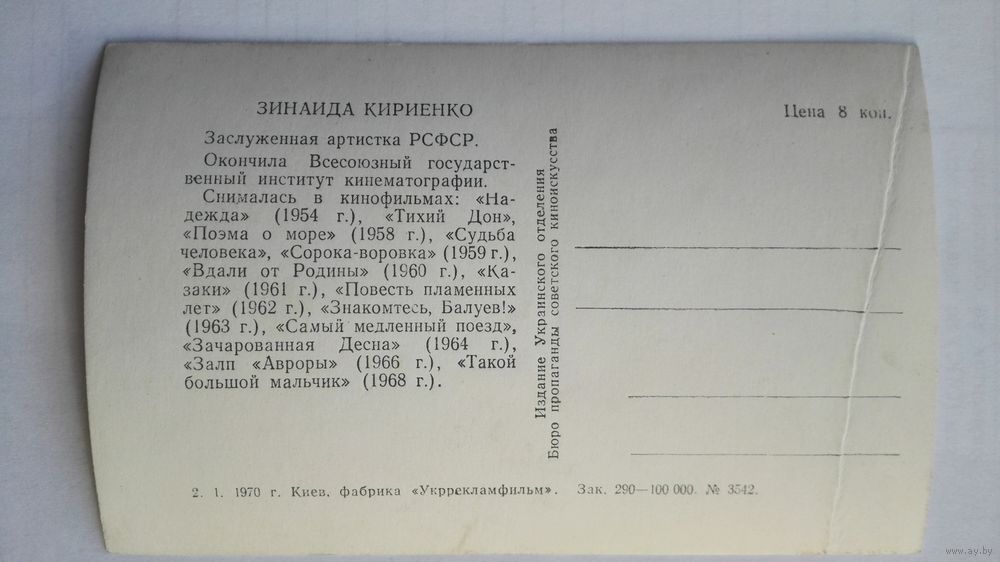 ЗИНАИДА КИРИЕНКО
Заслуженная артистка РСФСР.
Окончила Всесоюзный государст-
венный институт кинематографии.
Снималась в кинофильмах: «На-
дежда» (1954 г.), «Тихий Дон»,
«Поэма о море» (1958 г.), «Судьба
человека», «Сорока-воровка» (1959 г.),
«Вдали от Родины» (1960 г.), «Ка-
заки» (1961 г.), «Повесть пламенных
лет» (1962 г.), «Знакомтесь, Балуев!»
(1963 г.), «Самый медленный поезд»,
«Зачарованная Десна» (1964 г.),
«Залп «Авроры» (1966 г.), «Такой
большой мальчик» (1968 г.).
Издание Украинского отделения
Бюро пропаганды советского киноискусства
Цена 8 коп.
2. 1. 1970 г. Киев, фабрика «Укррекламфильм». Зак. 290—100 000. № 3542.
www.ay.by